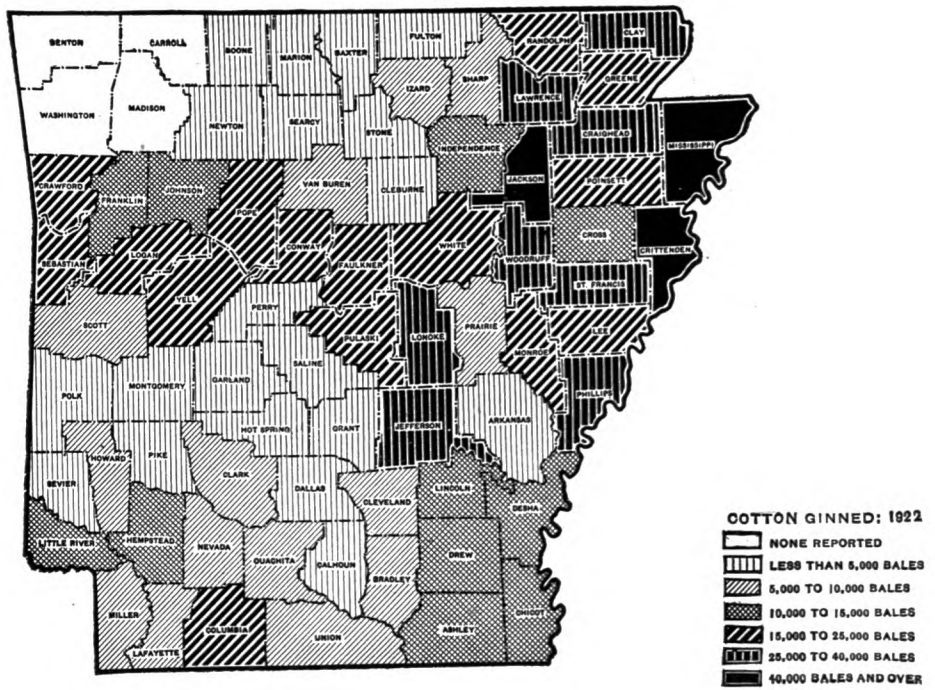 BENTON
CARROLL
BOONE
MARION
BAXTER
FULTON
RANDOLPH
CLAY
IZARD
SHARP
GREENE
LAWRENCE
WASHINGTON
MADISON
NEWTON
SEARCY
STONE
INDEPENDENCE
CRAIGHEAD
MISSISSIPPI
CRAWFORD
FRANKLIN
JOHNSON
POPE
VAN BUREN
CLEBURNE
JACKSON
POINSETT
SEBASTIAN
LOGAN
CONWAY
FAULKNER
WHITE
WOODRUFF
CROSS
CRITTENDEN
YELL
ST. FRANCIS
SCOTT
PERRY
PULASKI
LONOKE
PRAIRIE
MONROE
LEE
POLK
MONTGOMERY
GARLAND
SALINE
PHILLIPS
HOT SPRING
GRANT
JEFFERSON
ARKANSAS
SEVIER
HOWARD
PIKE
CLARK
DALLAS
CLEVELAND
LINCOLN
DESHA
LITTLE RIVER
HEMPSTEAD
NEVADA
OUACHITA
CALHOUN
BRADLEY
DREW
MILLER
LAFAYETTE
COLUMBIA
UNION
ASHLEY
CHICOT
COTTON GINNED: 1922
NONE REPORTED
LESS THAN 5,000 BALES
5,000 TO 10,000 BALES
10,000 TO 15,000 BALES
15,000 TO 25,000 BALES
25,000 TO 40,000 BALES
40,000 BALES AND OVER